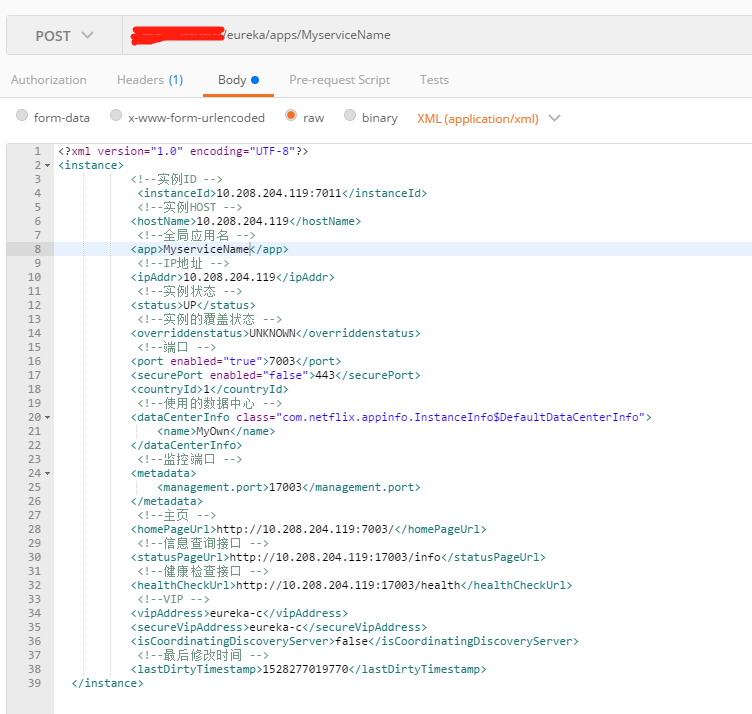 POST /eureka/apps/MyserviceName
Authorization Headers (1) Body Pre-request Script Tests
form-data x-www-form-urlencoded raw binary XML (application/xml)
1 <?xml version="1.0" encoding="UTF-8"?>
2 <instance>
3 <!--实例ID -->
4 <instanceId>10.208.204.119:7011</instanceId>
5 <!--实例HOST -->
6 <hostName>10.208.204.119</hostName>
7 <!--全局应用名 -->
8 <app>MyserviceName</app>
9 <!--IP地址 -->
10 <ipAddr>10.208.204.119</ipAddr>
11 <!--实例状态 -->
12 <status>UP</status>
13 <!--实例的覆盖状态 -->
14 <overriddenstatus>UNKNOWN</overriddenstatus>
15 <!--端口 -->
16 <port enabled="true">7003</port>
17 <securePort enabled="false">443</securePort>
18 <countryId>1</countryId>
19 <!--使用的数据中心 -->
20 <dataCenterInfo class="com.netflix.appinfo.InstanceInfo$DefaultDataCenterInfo">
21 <name>MyOwn</name>
22 </dataCenterInfo>
23 <!--监控端口 -->
24 <metadata>
25 <management.port>17003</management.port>
26 </metadata>
27 <!--主页 -->
28 <homePageUrl>http://10.208.204.119:7003/</homePageUrl>
29 <!--信息查询接口 -->
30 <statusPageUrl>http://10.208.204.119:17003/info</statusPageUrl>
31 <!--健康检查接口 -->
32 <healthCheckUrl>http://10.208.204.119:17003/health</healthCheckUrl>
33 <!--VIP -->
34 <vipAddress>eureka-c</vipAddress>
35 <secureVipAddress>eureka-c</secureVipAddress>
36 <isCoordinatingDiscoveryServer>false</isCoordinatingDiscoveryServer>
37 <!--最后修改时间 -->
38 <lastDirtyTimestamp>1528277019770</lastDirtyTimestamp>
39 </instance>